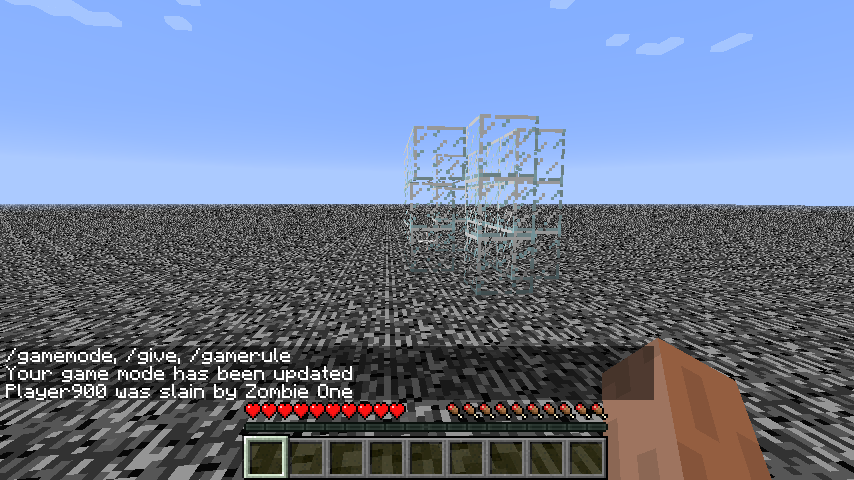 /gamemode, /give, /gamerule
Your game mode has been updated
Player900 was slain by Zombie One